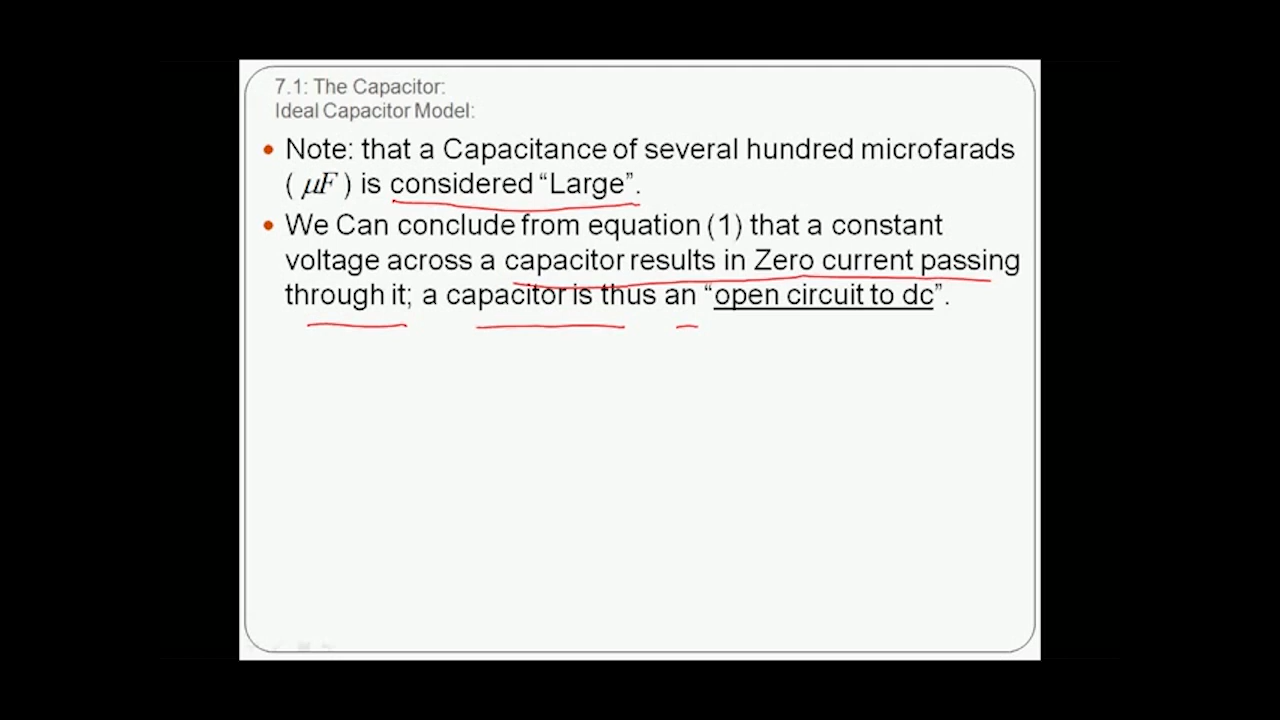 7.1: The Capacitor:
Ideal Capacitor Model:
• Note: that a Capacitance of several hundred microfarads
( μF ) is considered “Large”.
• We Can conclude from equation (1) that a constant
voltage across a capacitor results in Zero current passing
through it; a capacitor is thus an “open circuit to dc”.